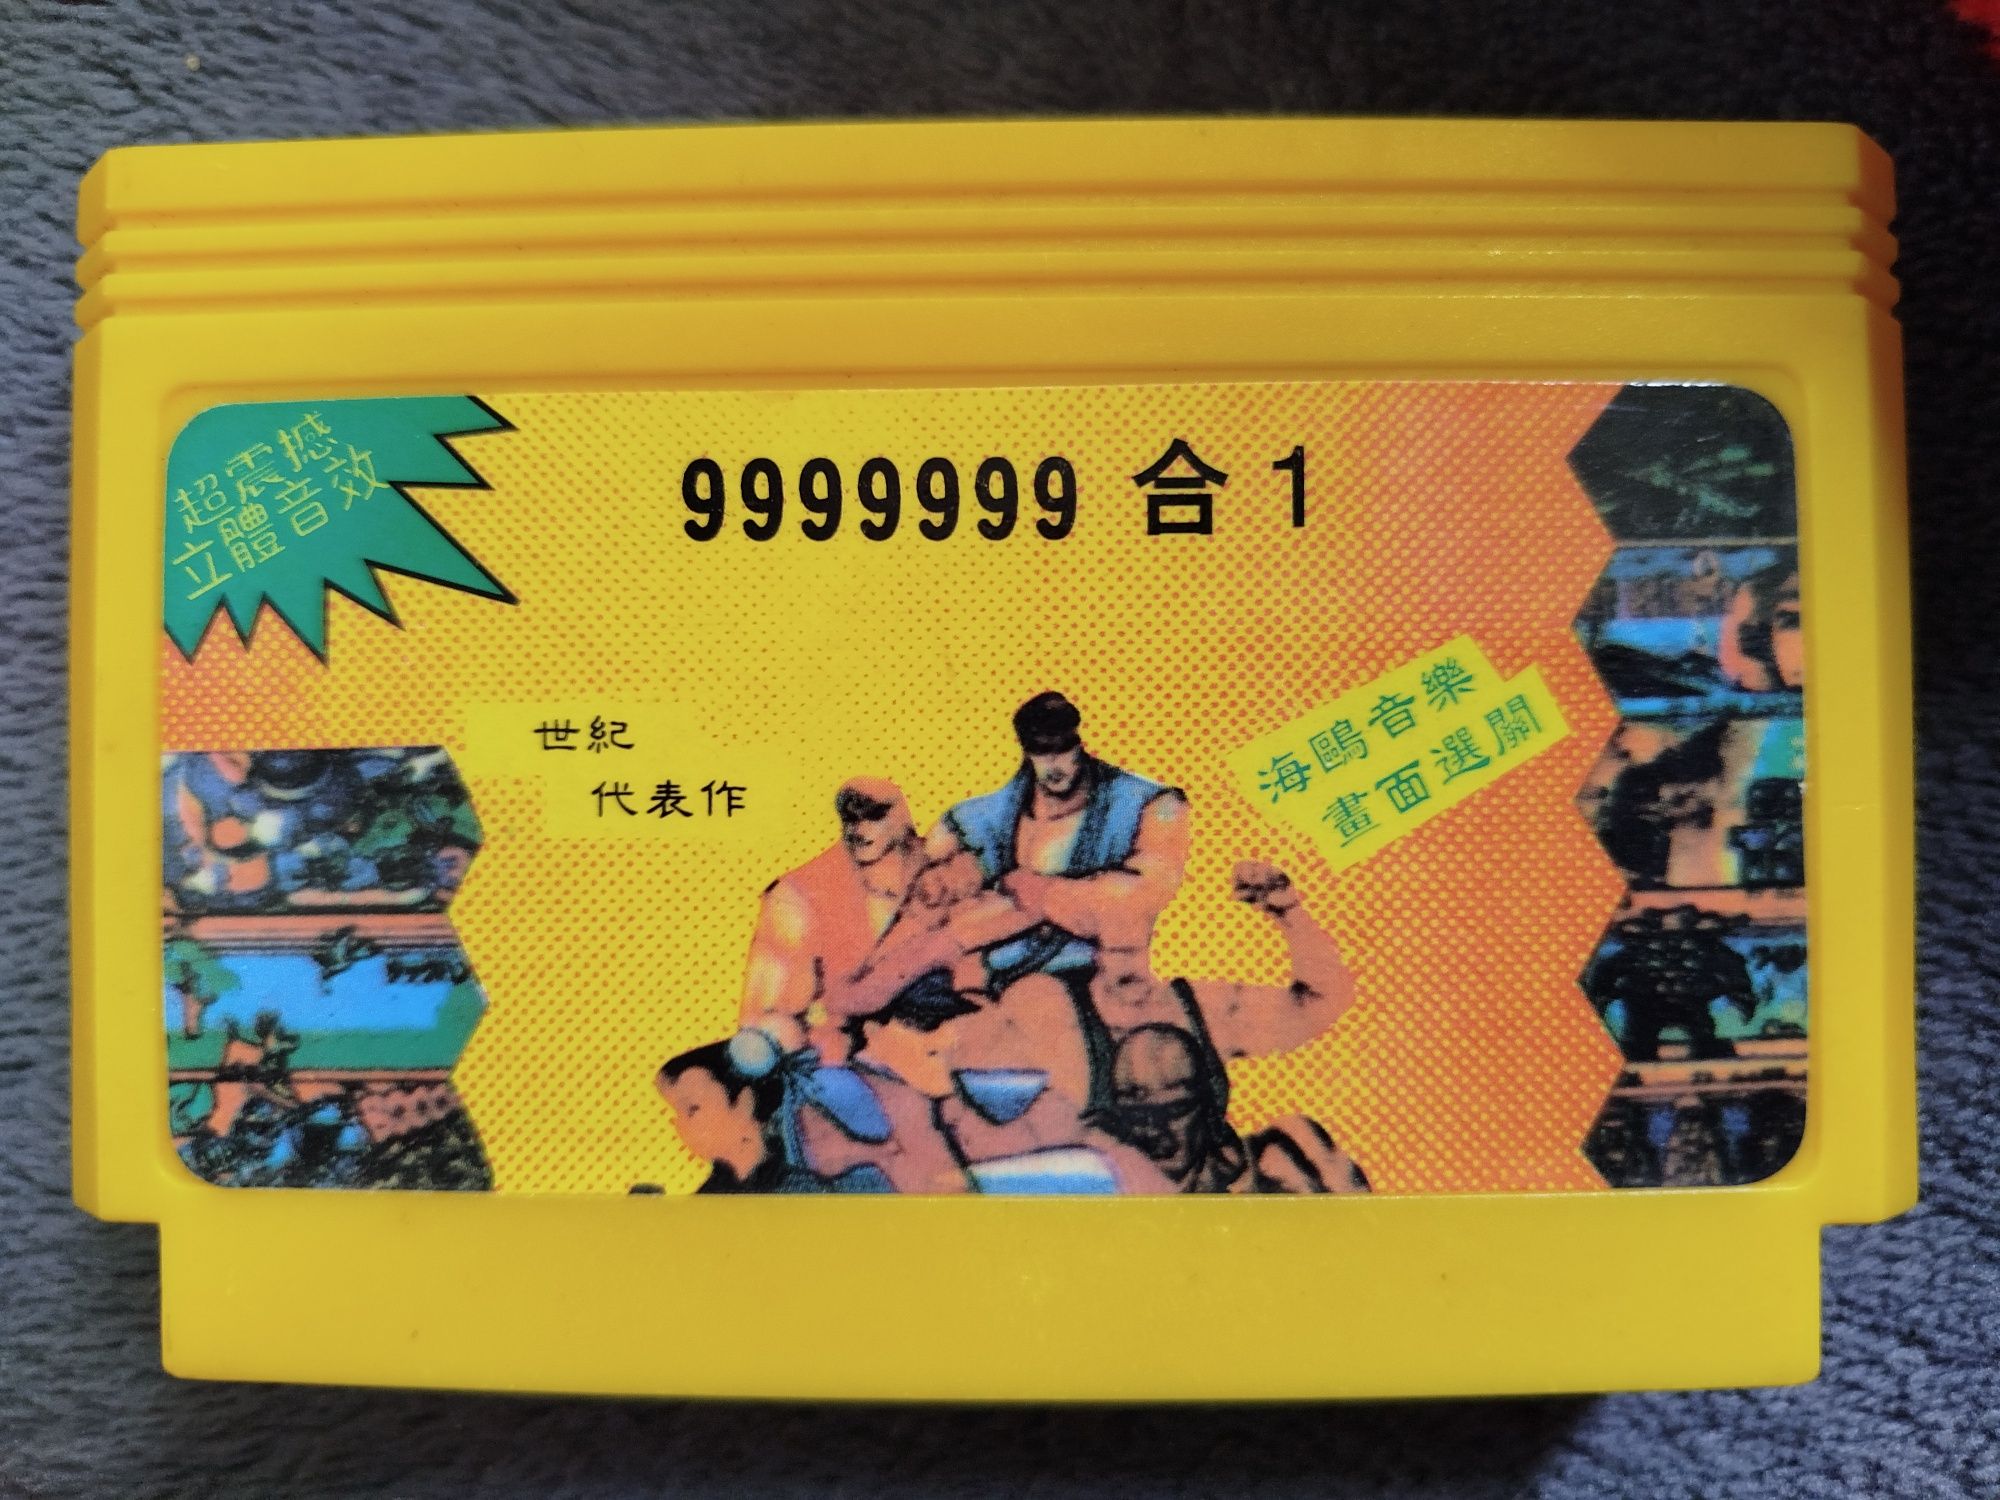 超震撼
立體音效
9999999 合 1
世紀
代表作
海鷗音樂
畫面選關